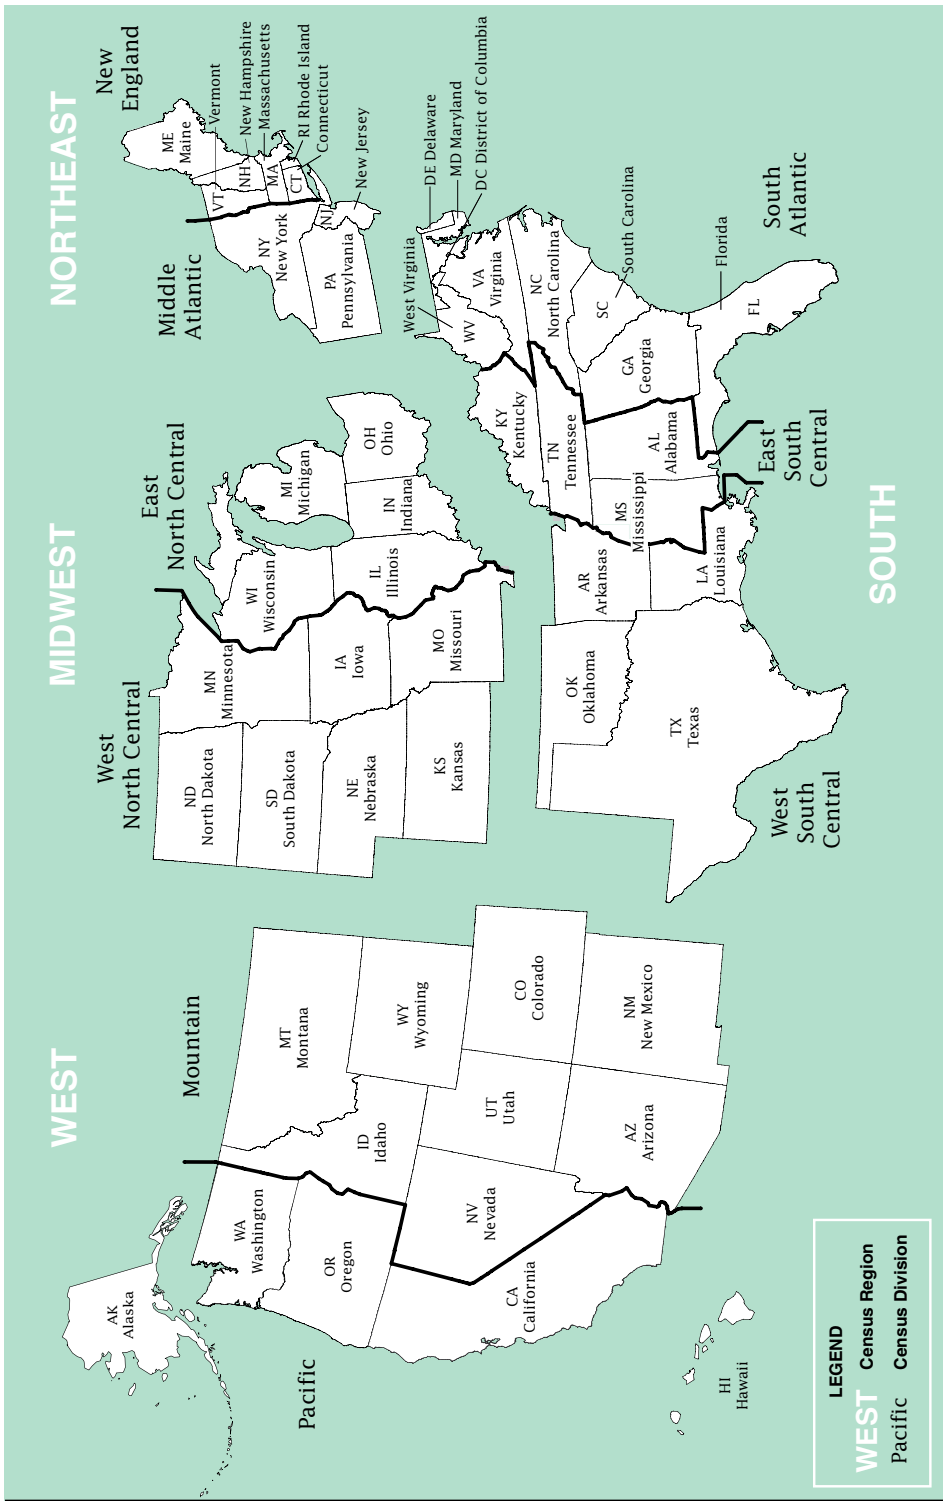 WEST
MIDWEST
NORTHEAST
Pacific
Mountain
West
North Central
East
North Central
Middle
Atlantic
New
England
AK
Alaska
WA
Washington
OR
Oregon
CA
California
HI
Hawaii
MT
Montana
ID
Idaho
WY
Wyoming
NV
Nevada
UT
Utah
CO
Colorado
AZ
Arizona
NM
New Mexico
ND
North Dakota
SD
South Dakota
NE
Nebraska
KS
Kansas
MN
Minnesota
IA
Iowa
MO
Missouri
WI
Wisconsin
IL
Illinois
MI
Michigan
IN
Indiana
OH
Ohio
NY
New York
PA
Pennsylvania
NJ
New Jersey
ME
Maine
VT
Vermont
NH
New Hampshire
MA
Massachusetts
RI Rhode Island
CT
Connecticut
OK
Oklahoma
TX
Texas
AR
Arkansas
LA
Louisiana
KY
Kentucky
TN
Tennessee
MS
Mississippi
AL
Alabama
West Virginia
WV
DE Delaware
MD Maryland
DC District of Columbia
VA
Virginia
NC
North Carolina
SC
South Carolina
GA
Georgia
FL
Florida
West
South
Central
East
South
Central
South
Atlantic
SOUTH
LEGEND
WEST Census Region
Pacific Census Division